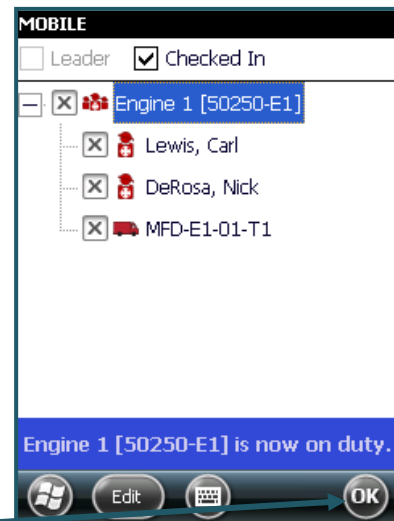 MOBILE
Leader Checked In
Engine 1 [50250-E1]
Lewis, Carl
DeRosa, Nick
MFD-E1-01-T1
Engine 1 [50250-E1] is now on duty.
Edit OK